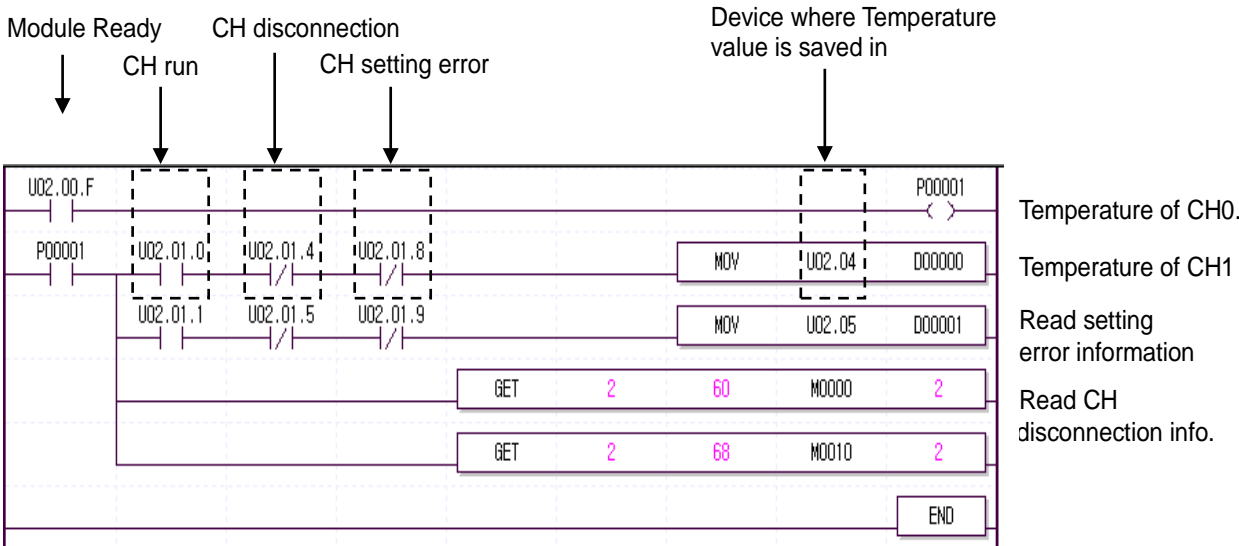 Module Ready
CH disconnection
Device where Temperature
value is saved in
CH run
CH setting error
U02.00.F P00001
Temperature of CH0.
P00001 U02.01.0 U02.01.4 U02.01.8 MOV U02.04 D00000
Temperature of CH1
U02.01.1 U02.01.5 U02.01.9 MOV U02.05 D00001
Read setting
error information
GET 2 60 M0000 2
Read CH
disconnection info.
GET 2 68 M0010 2
END